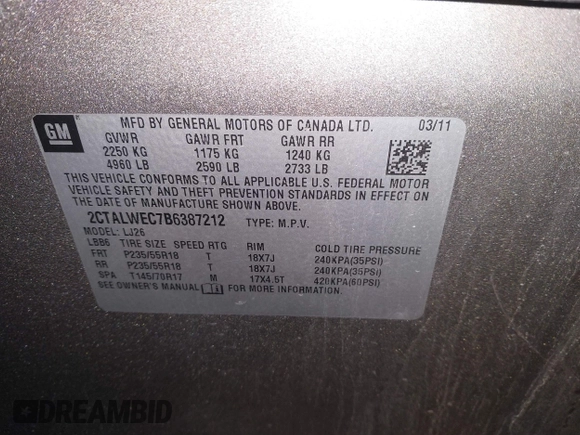 GM
MFD BY GENERAL MOTORS OF CANADA LTD. 03/11
GVWR GAWR FRT GAWR RR
2250 KG 1175 KG 1240 KG
4960 LB 2590 LB 2733 LB
THIS VEHICLE CONFORMS TO ALL APPLICABLE U.S. FEDERAL MOTOR
VEHICLE SAFETY AND THEFT PREVENTION STANDARDS IN EFFECT ON
THE DATE OF MANUFACTURE SHOWN ABOVE.
2CTALWEC7B6387212 TYPE: M.P.V.
MODEL: LJ26
LBB6 TIRE SIZE SPEED RTG RIM COLD TIRE PRESSURE
FRT P235/55R18 T 18X7J 240KPA(35PSI)
RR P235/55R18 T 18X7J 240KPA(35PSI)
SPA T145/70R17 M 17X4.5T 420KPA(60PSI)
SEE OWNER'S MANUAL FOR MORE INFORMATION.
DREAMBID